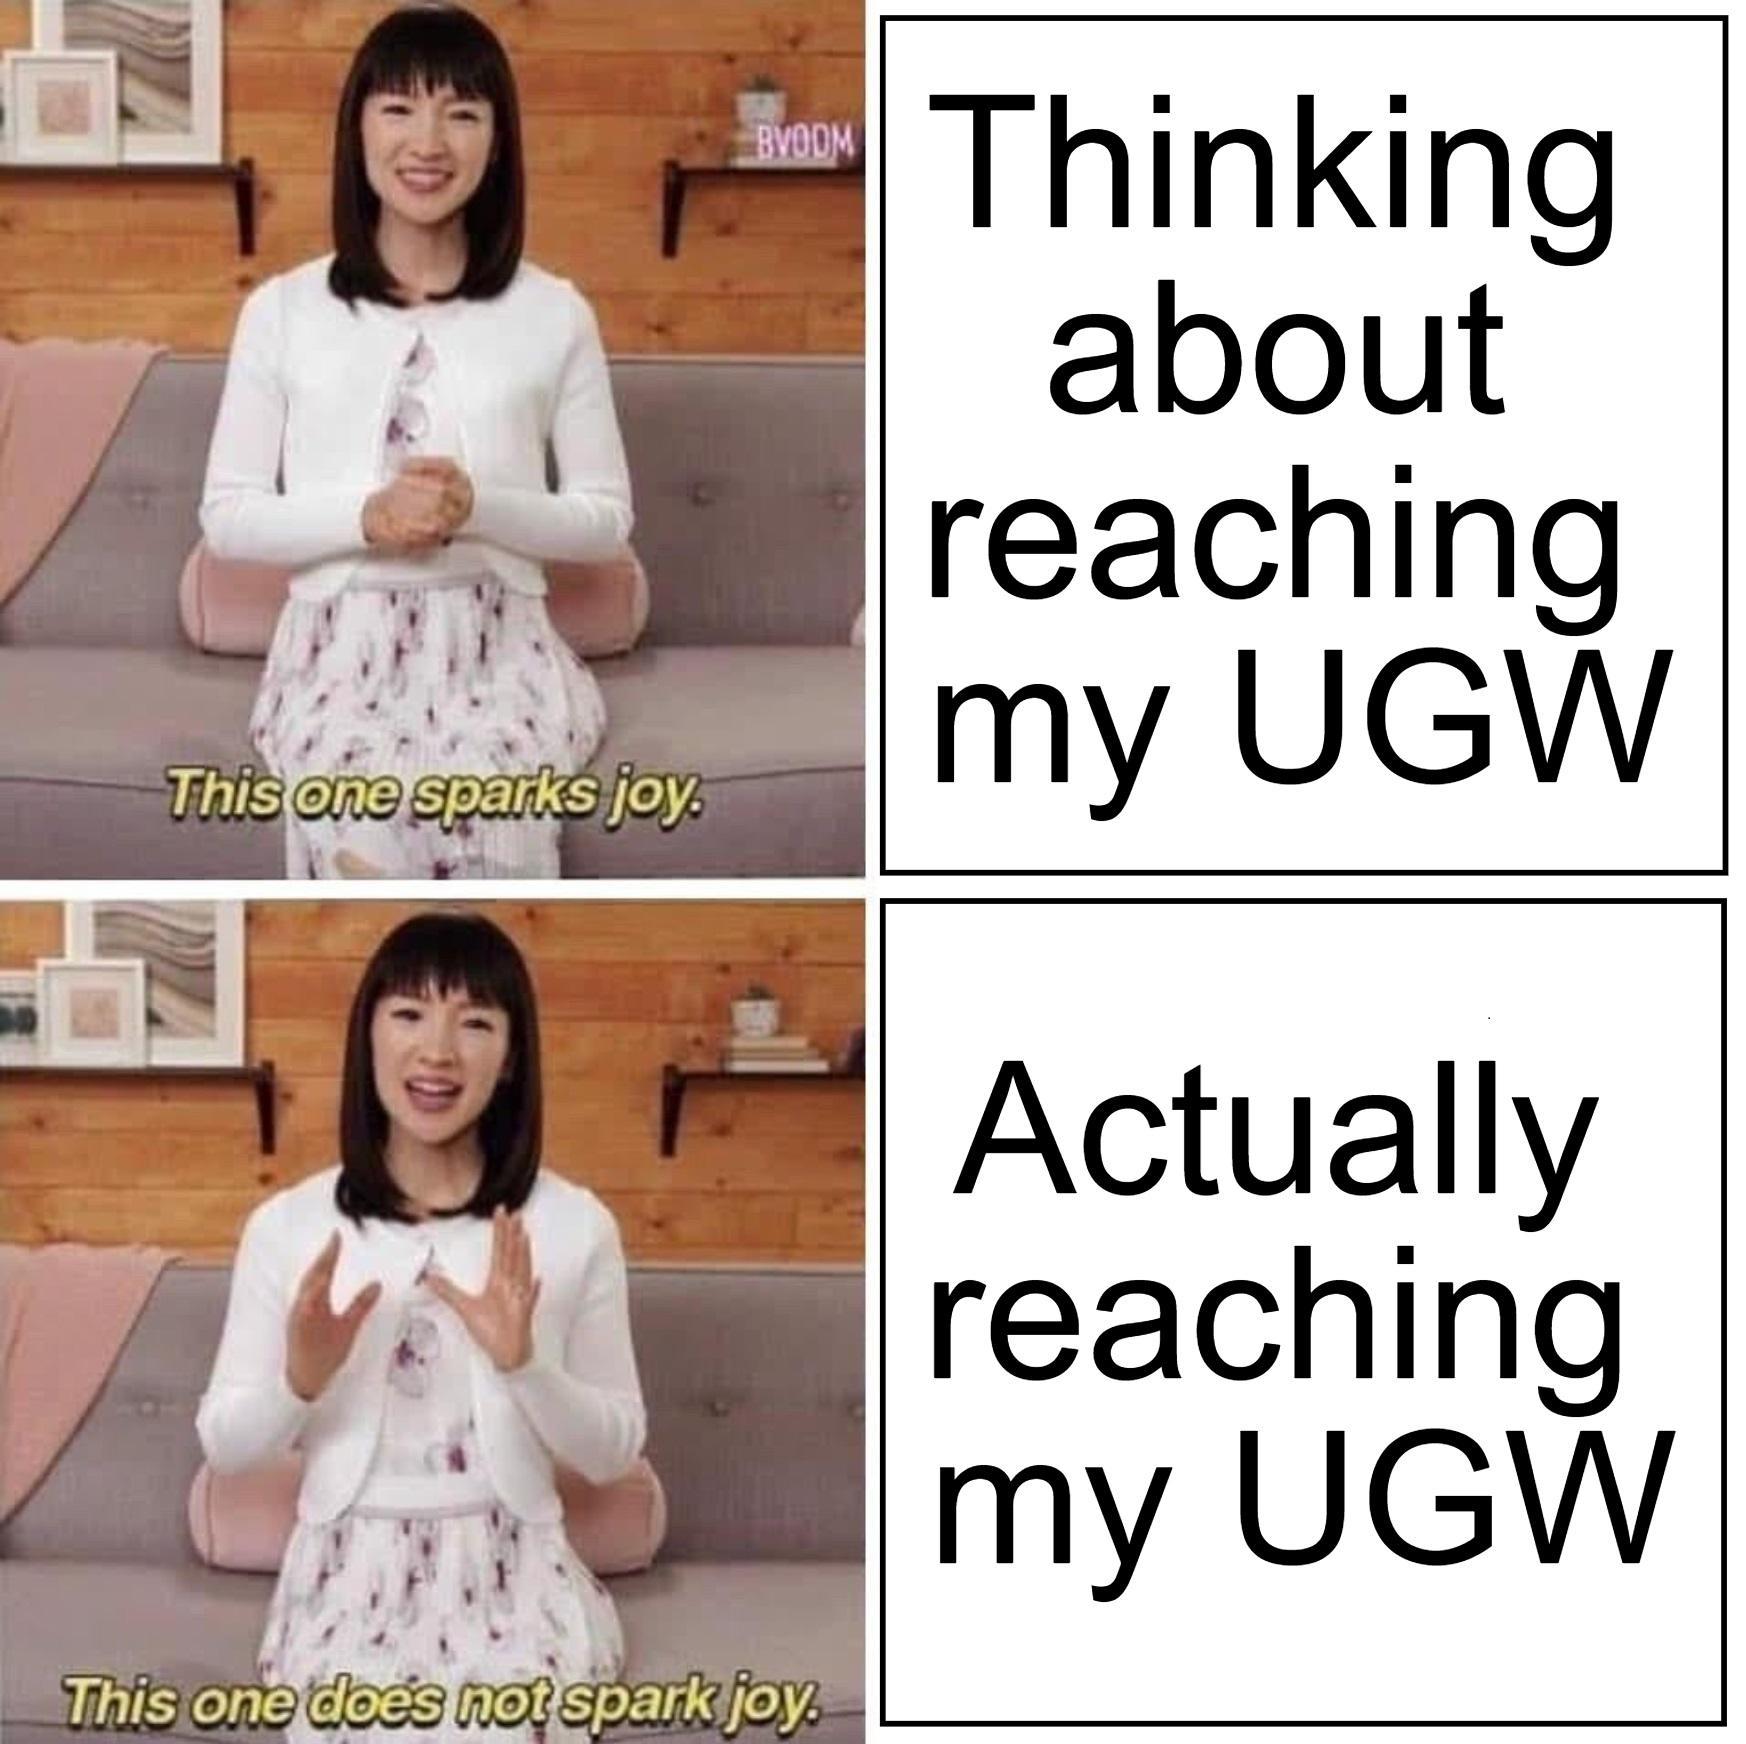 BVODM
This one sparks joy.
Thinking
about
reaching
my UGW
This one does not spark joy.
Actually
reaching
my UGW